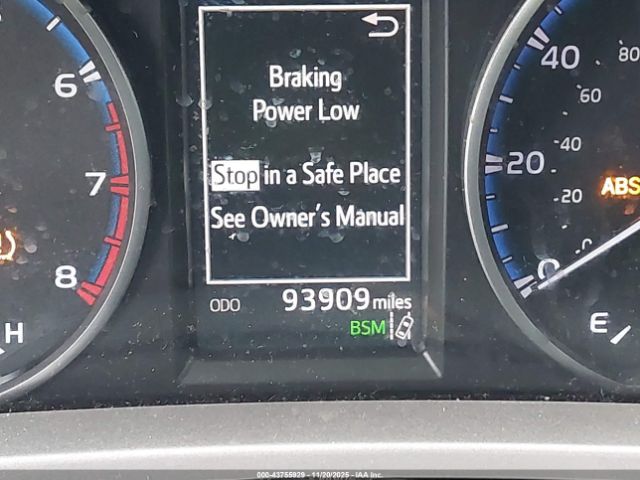 Braking
Power Low
Stop in a Safe Place
See Owner's Manual
ODO 93909 miles
BSM
6
7
8
H
40
20
0
80
60
40
20
0
ABS
E
000-43755929 - 11/20/2025 - IAA Inc.